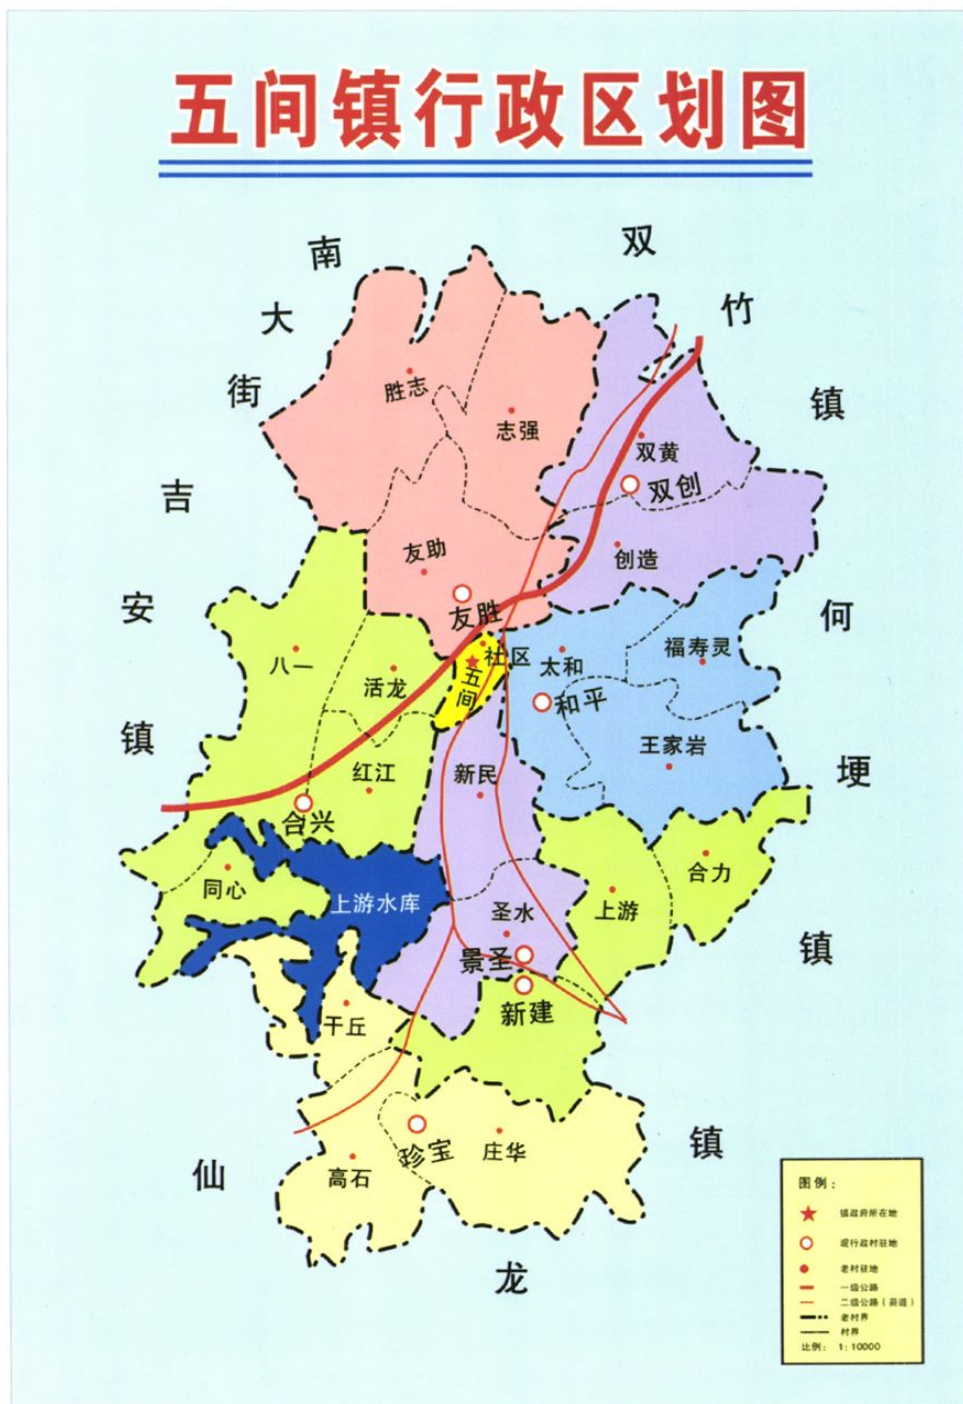 五间镇行政区划图
南大街
双竹镇
吉安镇
何埂镇
仙龙镇
胜志
志强
双黄
双创
友助
创造
友胜
八一
活龙
社区
五间
太和
福寿灵
和平
王家岩
红江
新民
合兴
同心
上游水库
合力
上游
圣水
景圣
新建
干丘
珍宝
庄华
高石
图例：
镇政府所在地
现行政村驻地
老村驻地
一级公路
二级公路（县道）
老村界
村界
比例： 1：10000